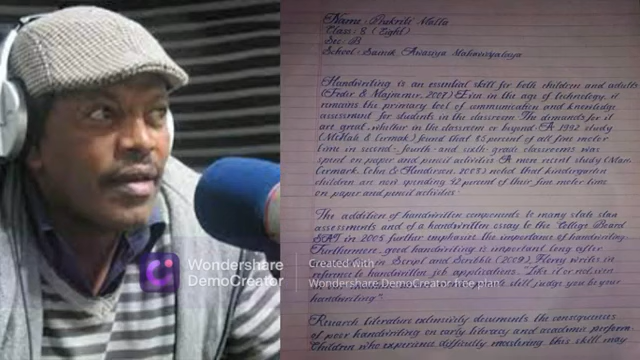 Name : Prakriti Malla
Class : 8 (Eight)
Sec : B
School : Sainik Awasiya Mahavidyalaya
Handwriting is an essential skill for both children and adults
(Feder & Majnemer, 2007). Even in the age of technology, it
remains the primary tool of communication and knowledge
assessment for students in the classroom. The demands for it
are great, whether in the classroom or beyond. A 1992 study
(McHale & Cermak) found that 85 percent of all fine motor
time in second- fourth- and sixth- grade classrooms was
spent on paper and pencil activities. A more recent study (Marr,
Cermark, Cohn & Henderson, 2003) noted that kindergarten
children are now spending 42 percent of their fine motor time
on paper and pencil activities.
The addition of handwritten components to many state
assessments and of a handwritten essay to the College Board
SAT in 2005 further emphasize the importance of handwriting.
Furthermore, good handwriting is important long after
in Script and Scribble (2009), Florey writes in
reference to handwritten job applications, "Like it or not
still judges you by your
handwriting".
Research literature extensively documents the consequences
of poor handwriting on early literacy and academic perform
Children who experience difficulty mastering this skill may
Wondershare
DemoCreator
Created with
Wondershare DemoCreator free plan